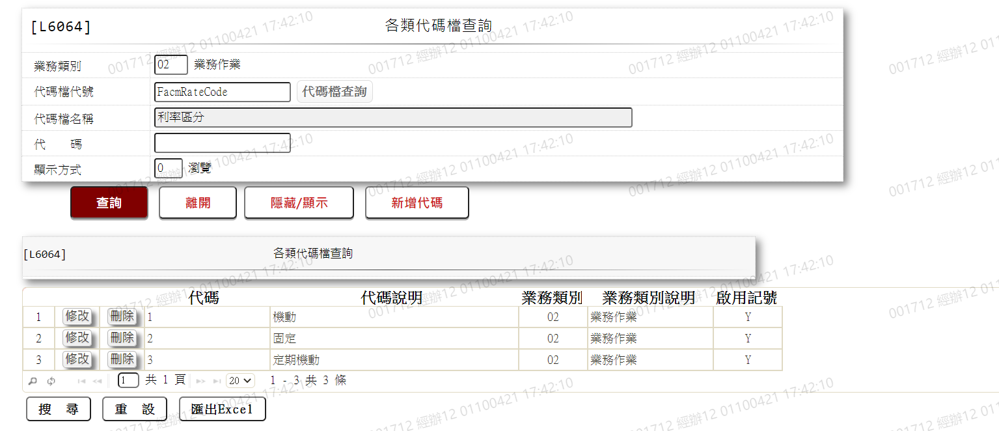 [L6064] 各類代碼檔查詢
業務類別 02 業務作業
代碼檔代號 FacmRateCode 代碼檔查詢
代碼檔名稱 利率區分
代 碼
顯示方式 0 瀏覽
查詢 離開 隱藏/顯示 新增代碼
[L6064] 各類代碼檔查詢
代碼 代碼說明 業務類別 業務類別說明 啟用記號
1 修改 刪除 1 機動 02 業務作業 Y
2 修改 刪除 2 固定 02 業務作業 Y
3 修改 刪除 3 定期機動 02 業務作業 Y
1 共 1 頁 20 1 - 3 共 3 條
搜 尋 重 設 匯出Excel
001712 經辦12 01100421 17:42:10